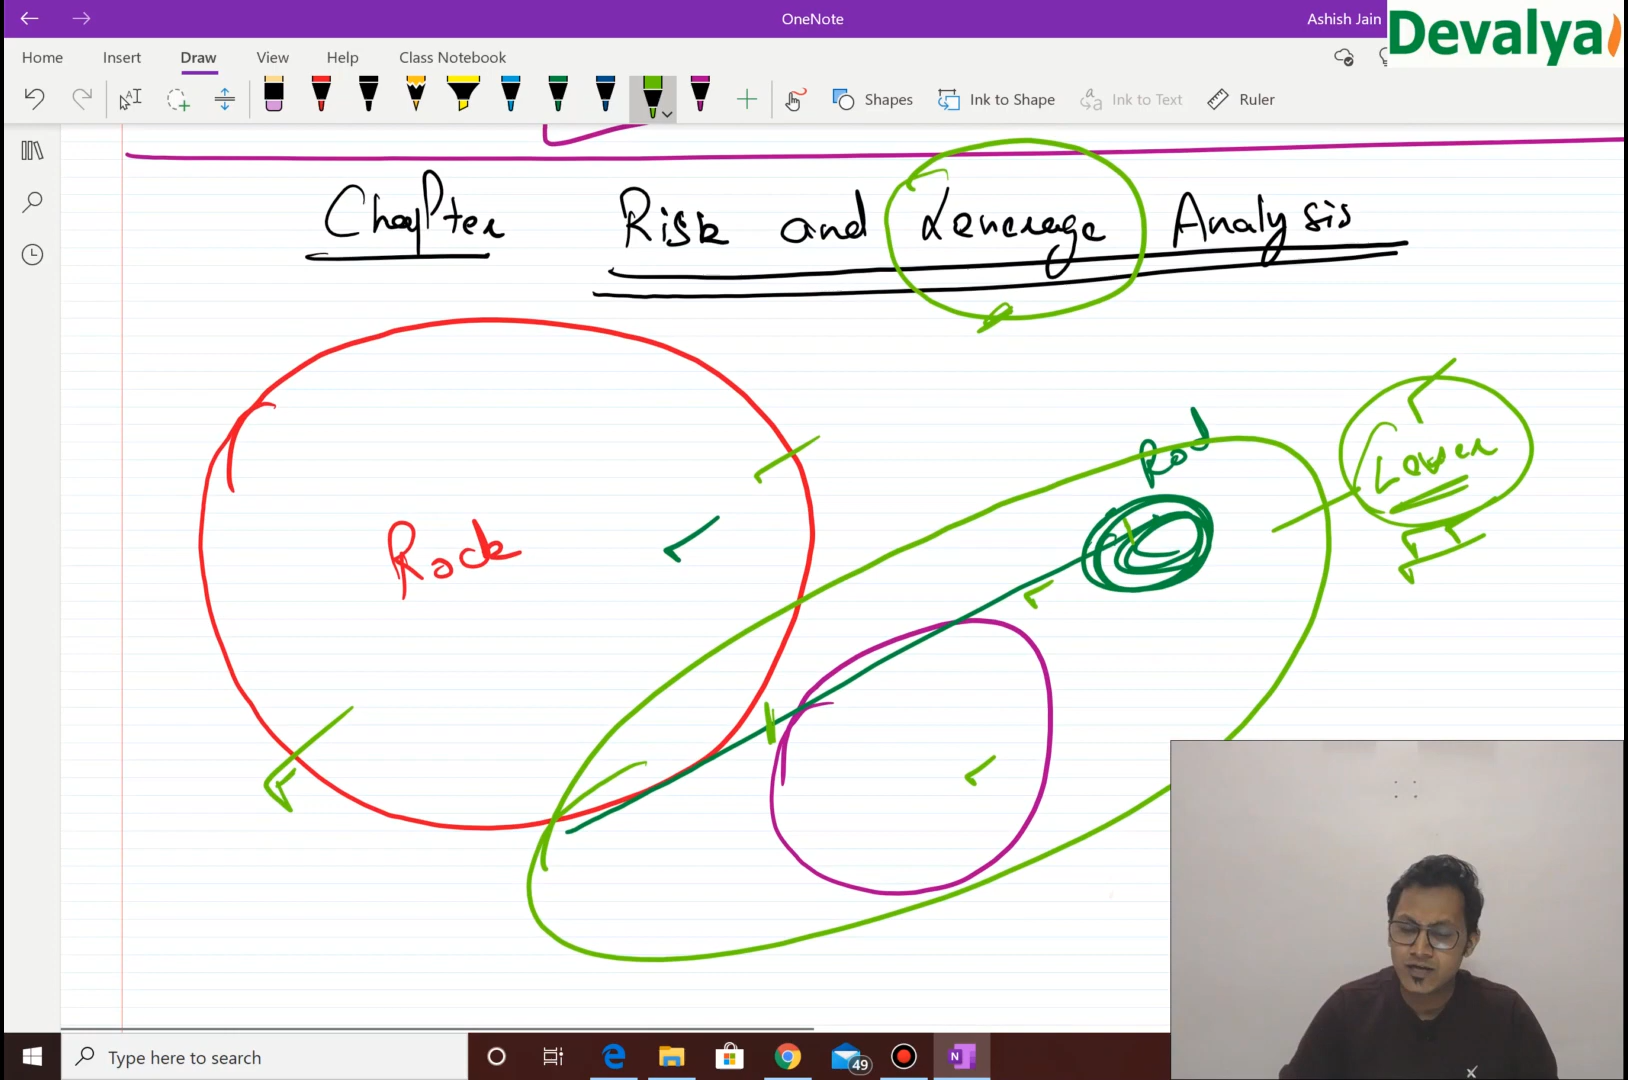 OneNote
Ashish Jain
Devalya
Home Insert Draw View Help Class Notebook
Shapes Ink to Shape Ink to Text Ruler
Chapter Risk and Leverage Analysis
Rod
Lever
Rock
Type here to search
49